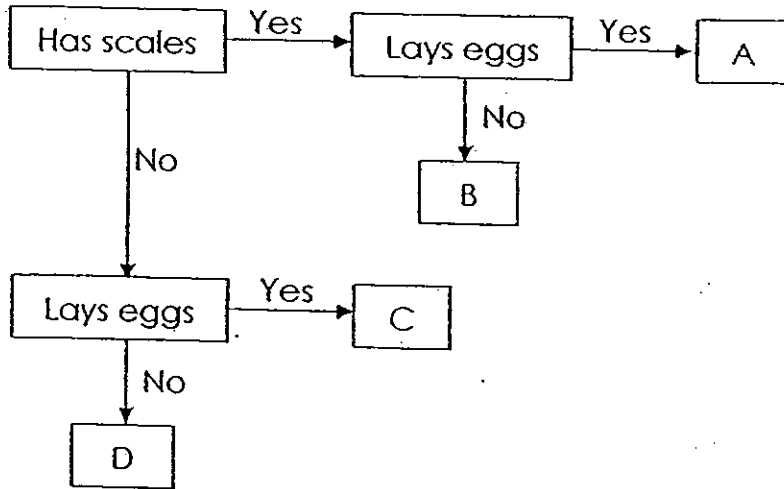 Has scales
Yes
Lays eggs
Yes
A
No
No
B
Lays eggs
Yes
C
No
D